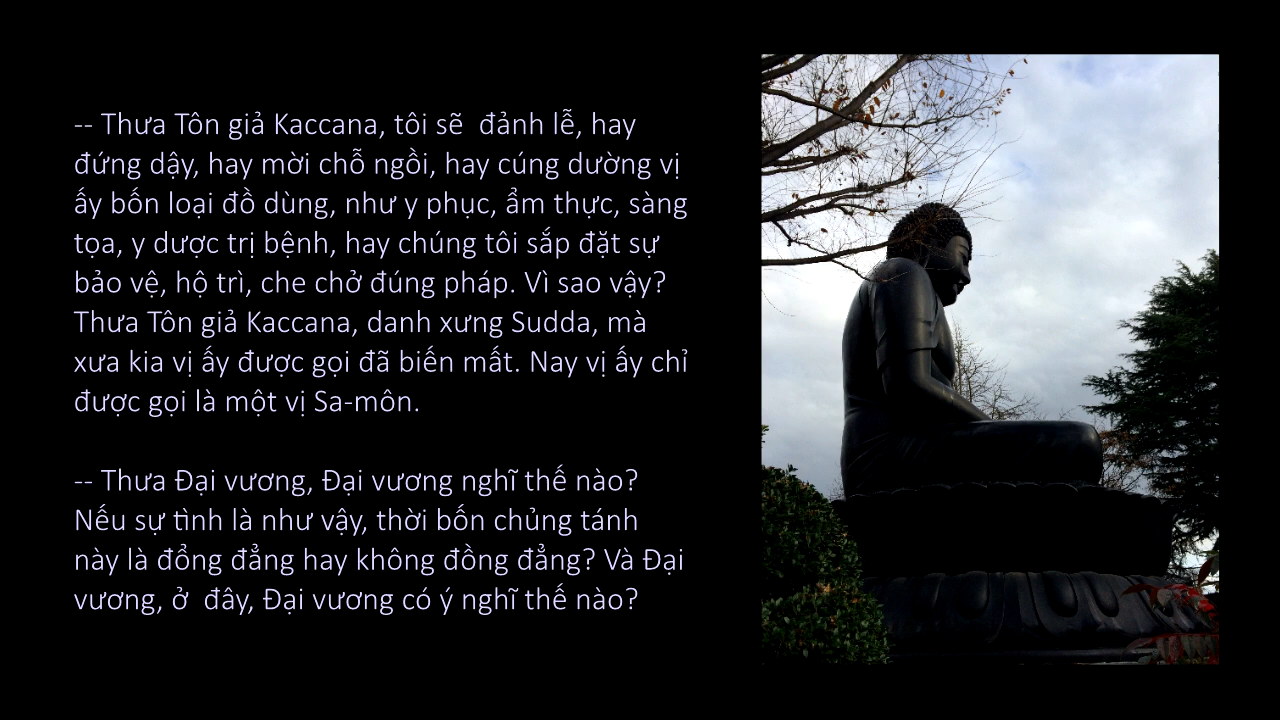 -- Thưa Tôn giả Kaccana, tôi sẽ  đảnh lễ, hay
đứng dậy, hay mời chỗ ngồi, hay cúng dường vị
ấy bốn loại đồ dùng, như y phục, ẩm thực, sàng
tọa, y dược trị bệnh, hay chúng tôi sắp đặt sự
bảo vệ, hộ trì, che chở đúng pháp. Vì sao vậy?
Thưa Tôn giả Kaccana, danh xưng Sudda, mà
xưa kia vị ấy được gọi đã biến mất. Nay vị ấy chỉ
được gọi là một vị Sa-môn.
-- Thưa Đại vương, Đại vương nghĩ thế nào?
Nếu sự tình là như vậy, thời bốn chủng tánh
này là đổng đẳng hay không đồng đẳng? Và Đại
vương, ở  đây, Đại vương có ý nghĩ thế nào?